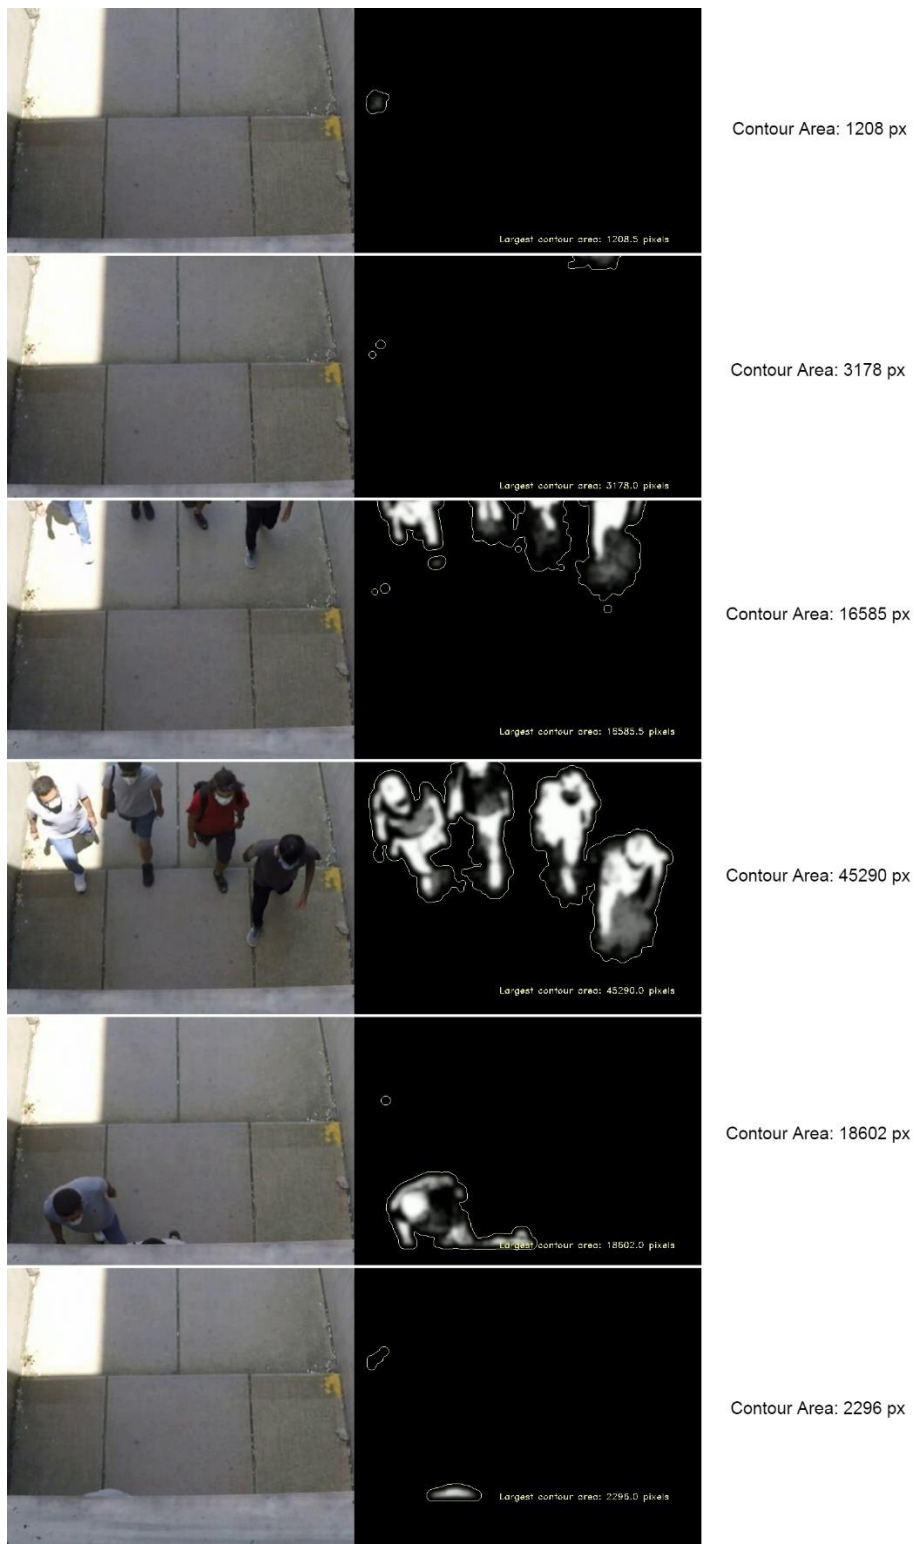 Contour Area: 1208 px
Largest contour area: 1208.5 pixels
Contour Area: 3178 px
Largest contour area: 3178.0 pixels
Contour Area: 16585 px
Largest contour area: 16585.5 pixels
Contour Area: 45290 px
Largest contour area: 45290.0 pixels
Contour Area: 18602 px
Largest contour area: 18602.0 pixels
Contour Area: 2296 px
Largest contour area: 2296.0 pixels